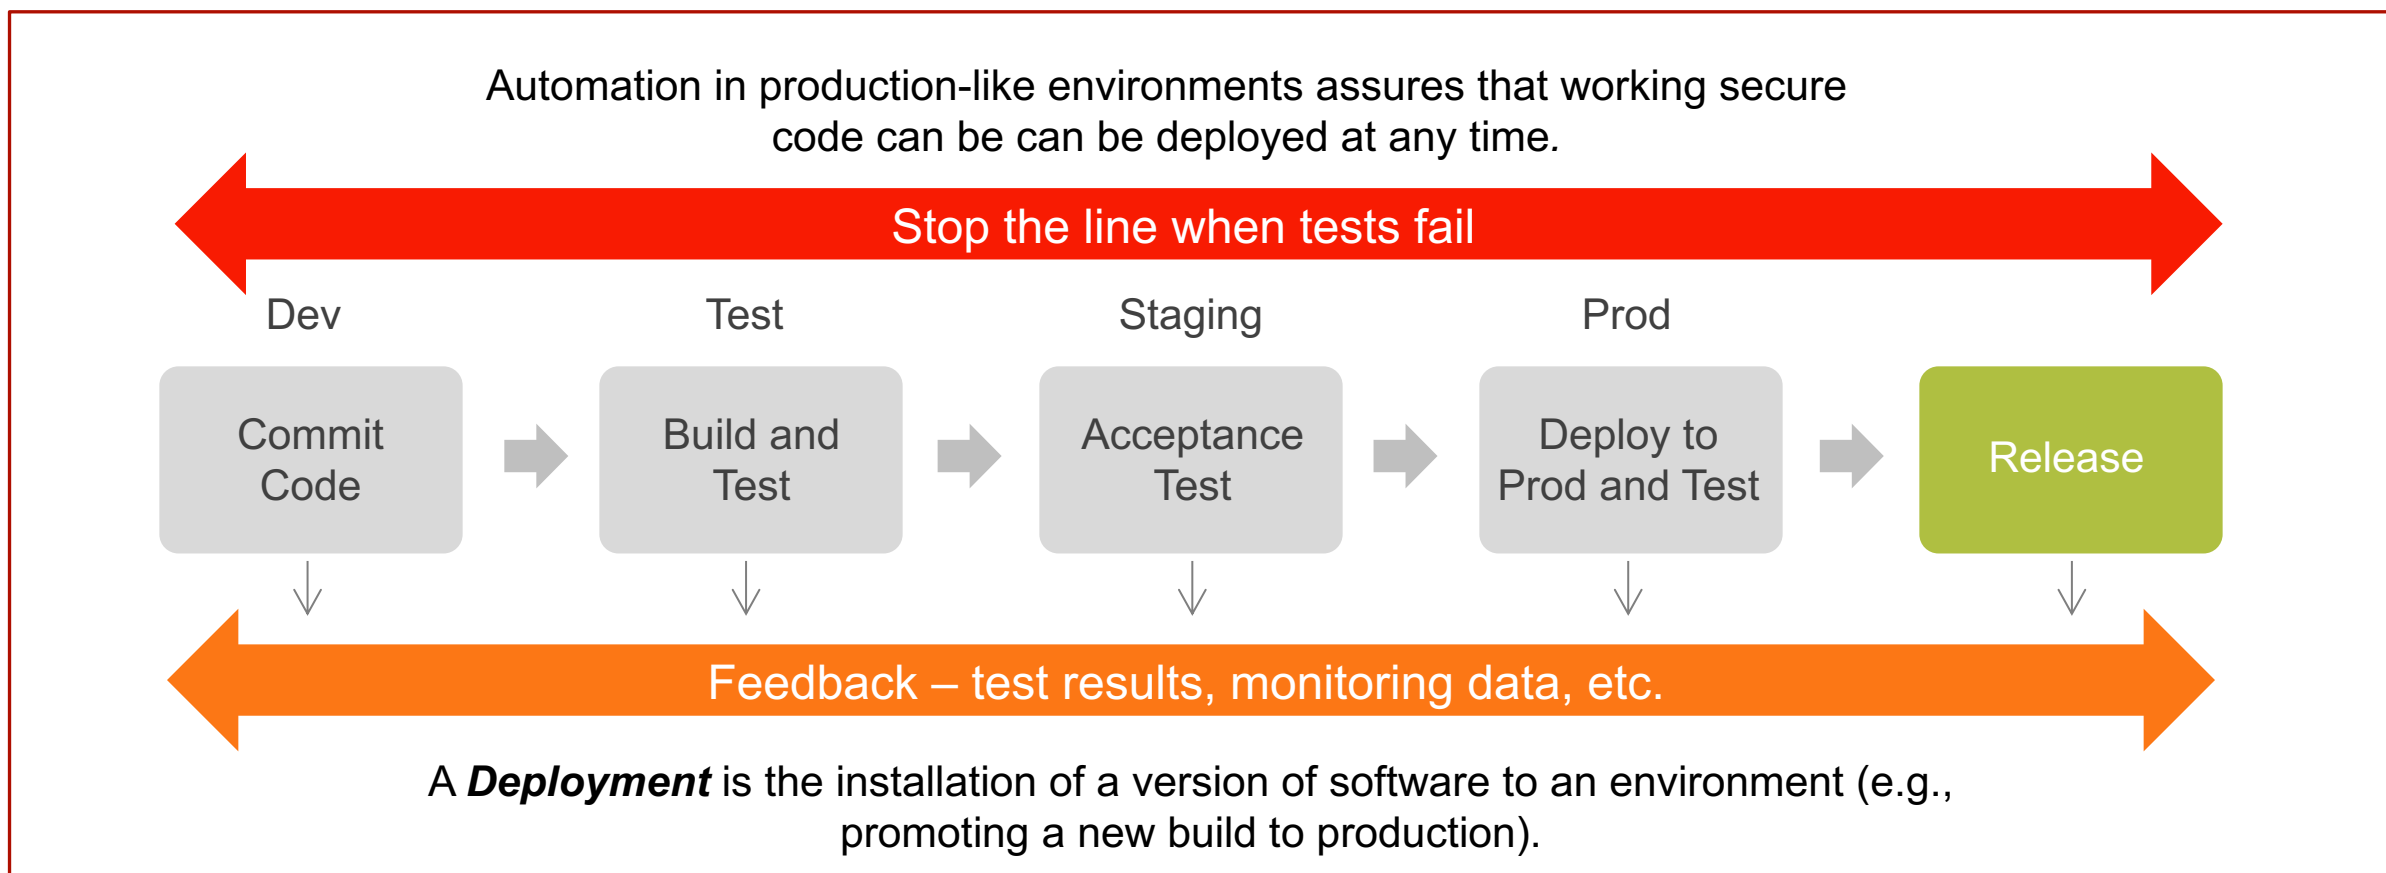 Automation in production-like environments assures that working secure
code can be can be deployed at any time.
Stop the line when tests fail
Dev
Test
Staging
Prod
Commit
Code
Build and
Test
Acceptance
Test
Deploy to
Prod and Test
Release
Feedback – test results, monitoring data, etc.
A Deployment is the installation of a version of software to an environment (e.g.,
promoting a new build to production).